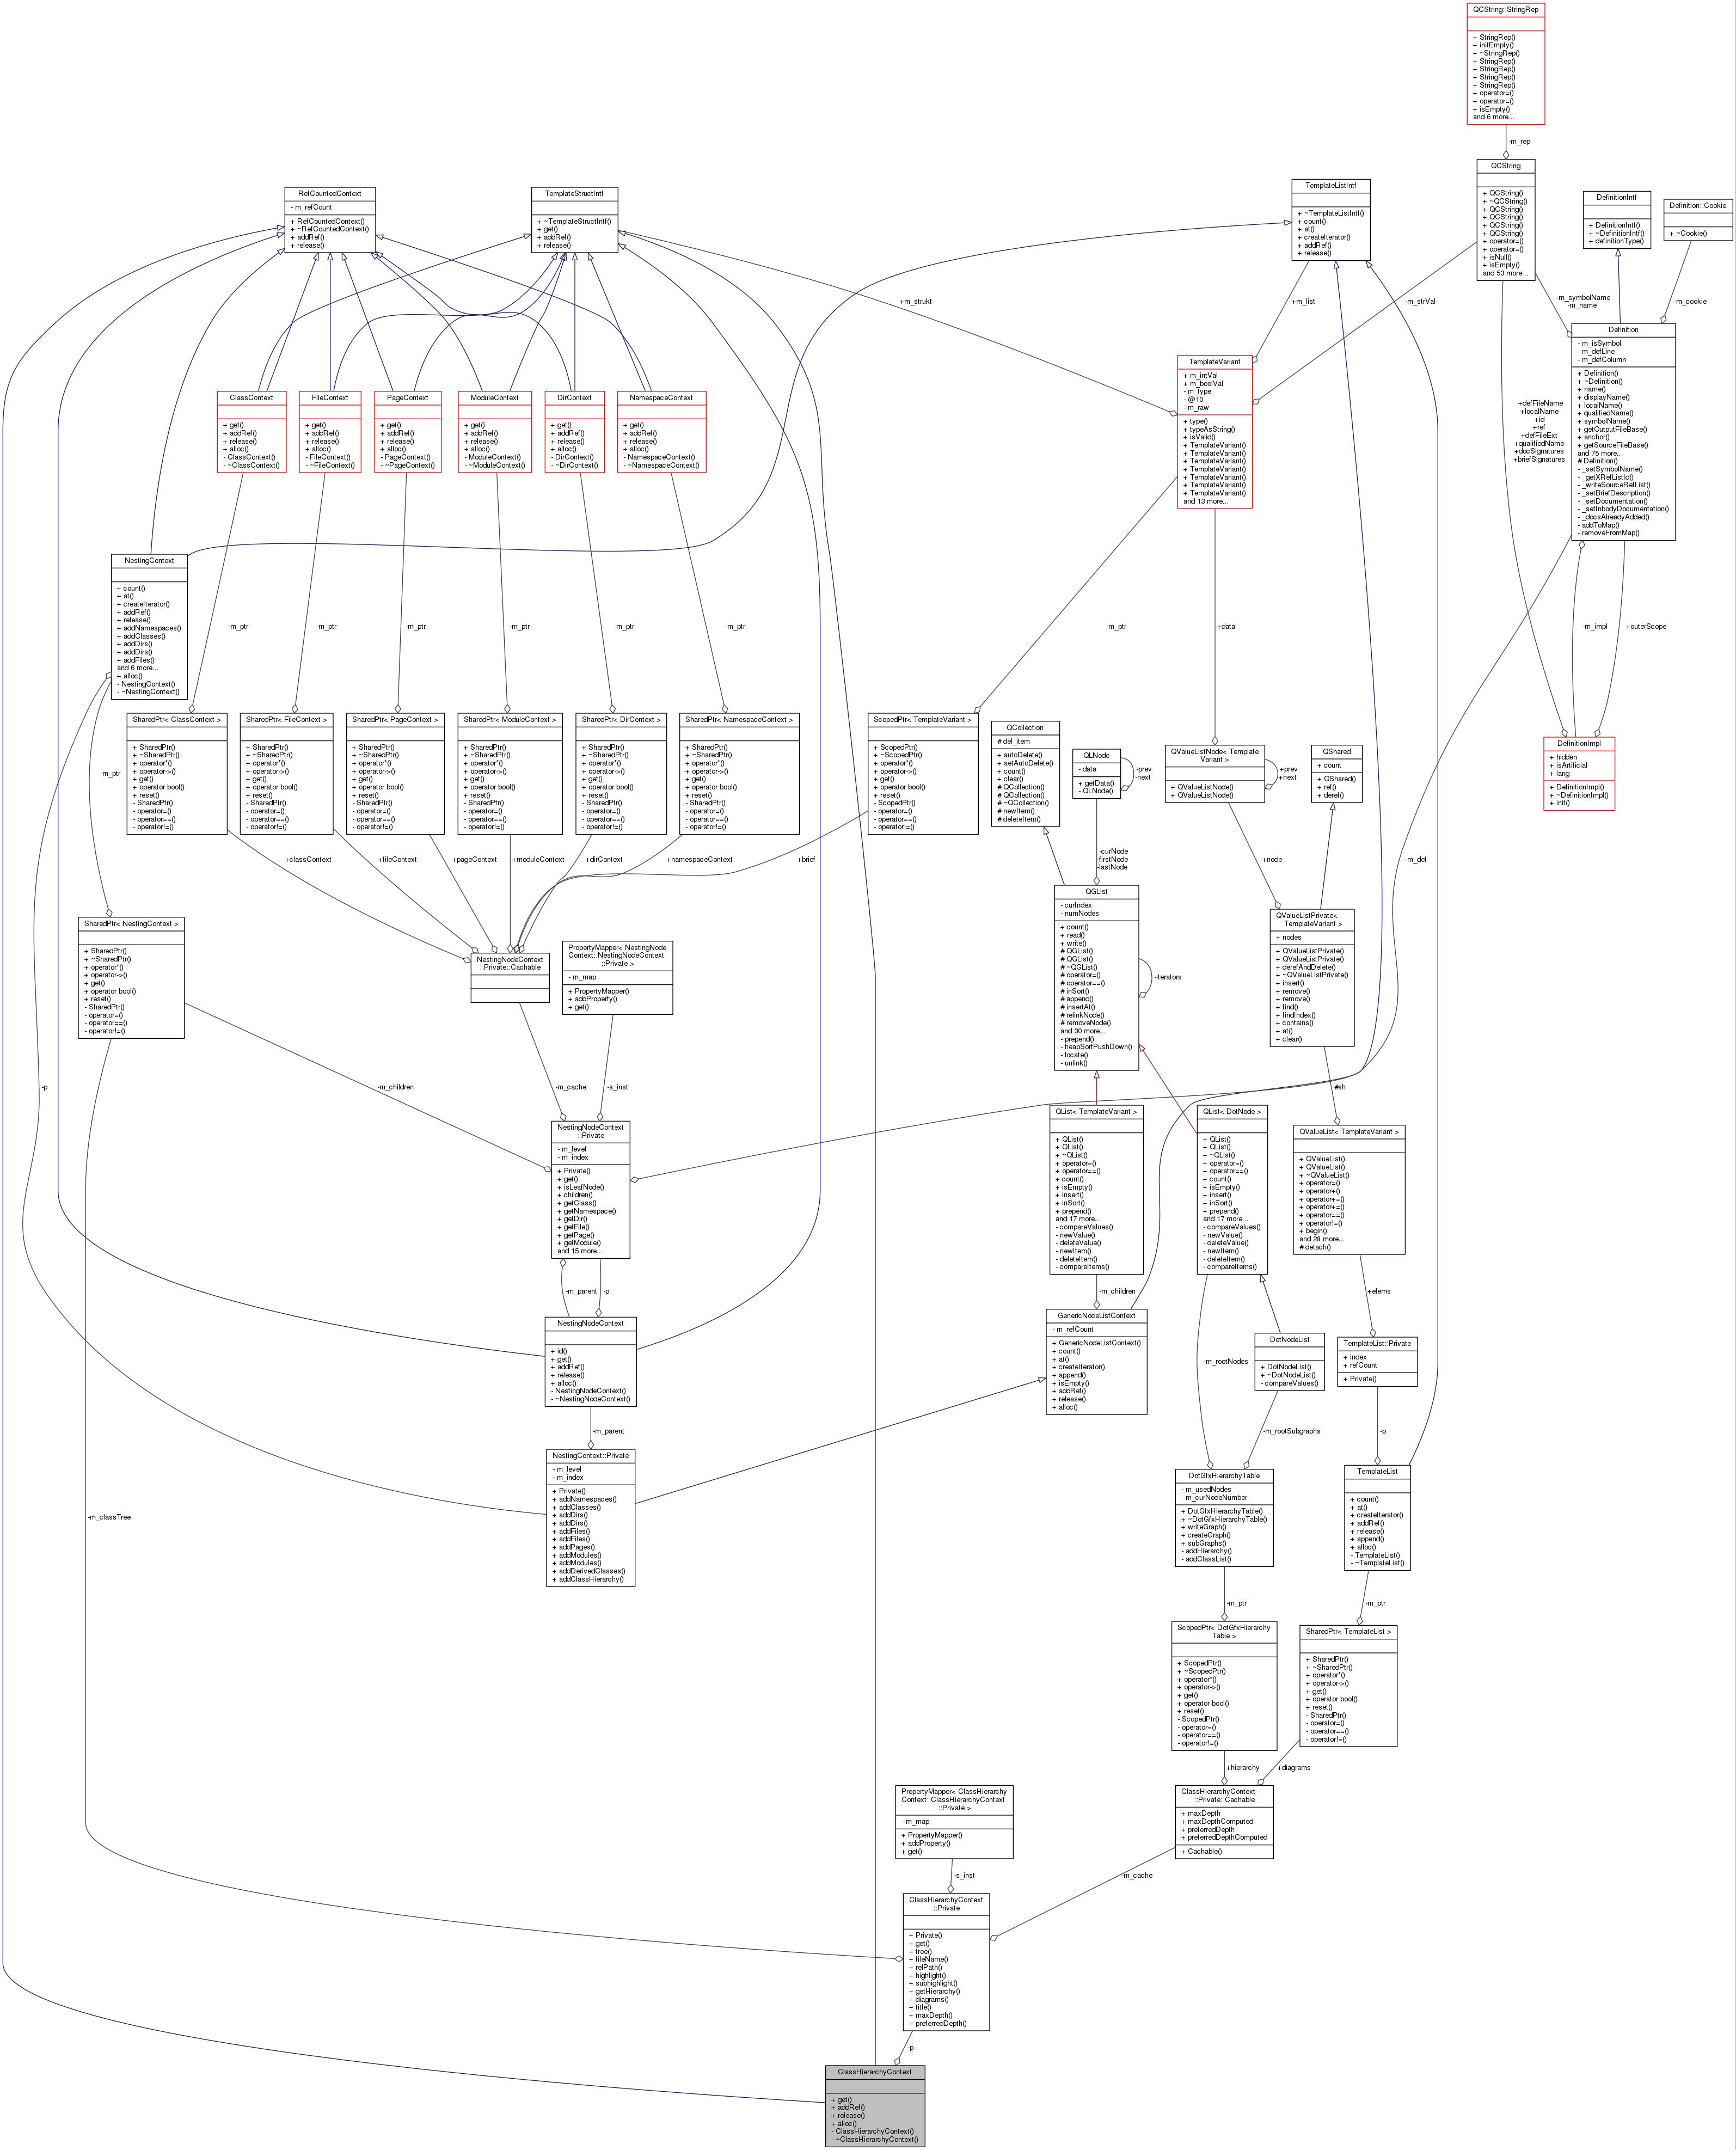 QCString::StringRep
+ StringRep()
+ initEmpty()
+ ~StringRep()
+ StringRep()
+ StringRep()
+ StringRep()
+ StringRep()
+ operator=()
+ operator=()
+ isEmpty()
and 6 more...
-m_rep
QCString
+ QCString()
+ ~QCString()
+ QCString()
+ QCString()
+ QCString()
+ QCString()
+ operator=()
+ operator=()
+ isNull()
+ isEmpty()
and 53 more...
DefinitionIntf
+ DefinitionIntf()
+ ~DefinitionIntf()
+ definitionType()
Definition::Cookie
+ ~Cookie()
RefCountedContext
- m_refCount
+ RefCountedContext()
+ ~RefCountedContext()
+ addRef()
+ release()
TemplateStructIntf
+ ~TemplateStructIntf()
+ get()
+ addRef()
+ release()
TemplateListIntf
+ ~TemplateListIntf()
+ count()
+ at()
+ createIterator()
+ addRef()
+ release()
+m_strukt
+m_list
-m_strVal
-m_symbolName
-m_name
-m_cookie
Definition
- m_isSymbol
- m_defLine
- m_defColumn
+ Definition()
+ ~Definition()
+ name()
+ displayName()
+ localName()
+ qualifiedName()
+ symbolName()
+ getOutputFileBase()
+ anchor()
+ getSourceFileBase()
and 75 more...
# Definition()
- _setSymbolName()
- _getXRefListId()
- _writeSourceRefList()
- _setBriefDescription()
- _setDocumentation()
- _setInbodyDocumentation()
- _docsAlreadyAdded()
- addToMap()
- removeFromMap()
TemplateVariant
+ m_intVal
+ m_boolVal
- m_type
- @10
- m_raw
+ type()
+ typeAsString()
+ isValid()
+ TemplateVariant()
+ TemplateVariant()
+ TemplateVariant()
+ TemplateVariant()
+ TemplateVariant()
+ TemplateVariant()
+ TemplateVariant()
and 13 more...
+defFileName
+localName
+id
+ref
+defFileExt
+qualifiedName
+docSignatures
+briefSignatures
ClassContext
+ get()
+ addRef()
+ release()
+ alloc()
- ClassContext()
- ~ClassContext()
FileContext
+ get()
+ addRef()
+ release()
+ alloc()
- FileContext()
- ~FileContext()
PageContext
+ get()
+ addRef()
+ release()
+ alloc()
- PageContext()
- ~PageContext()
ModuleContext
+ get()
+ addRef()
+ release()
+ alloc()
- ModuleContext()
- ~ModuleContext()
DirContext
+ get()
+ addRef()
+ release()
+ alloc()
- DirContext()
- ~DirContext()
NamespaceContext
+ get()
+ addRef()
+ release()
+ alloc()
- NamespaceContext()
- ~NamespaceContext()
NestingContext
+ count()
+ at()
+ createIterator()
+ addRef()
+ release()
+ addNamespaces()
+ addClasses()
+ addDirs()
+ addDirs()
+ addFiles()
and 6 more...
+ alloc()
- NestingContext()
- ~NestingContext()
-m_ptr
-m_ptr
-m_ptr
-m_ptr
-m_ptr
-m_ptr
-m_ptr
+data
-m_impl
+outerScope
SharedPtr< ClassContext >
+ SharedPtr()
+ ~SharedPtr()
+ operator*()
+ operator->()
+ get()
+ operator bool()
+ reset()
- SharedPtr()
- operator=()
- operator==()
- operator!=()
SharedPtr< FileContext >
+ SharedPtr()
+ ~SharedPtr()
+ operator*()
+ operator->()
+ get()
+ operator bool()
+ reset()
- SharedPtr()
- operator=()
- operator==()
- operator!=()
SharedPtr< PageContext >
+ SharedPtr()
+ ~SharedPtr()
+ operator*()
+ operator->()
+ get()
+ operator bool()
+ reset()
- SharedPtr()
- operator=()
- operator==()
- operator!=()
SharedPtr< ModuleContext >
+ SharedPtr()
+ ~SharedPtr()
+ operator*()
+ operator->()
+ get()
+ operator bool()
+ reset()
- SharedPtr()
- operator=()
- operator==()
- operator!=()
SharedPtr< DirContext >
+ SharedPtr()
+ ~SharedPtr()
+ operator*()
+ operator->()
+ get()
+ operator bool()
+ reset()
- SharedPtr()
- operator=()
- operator==()
- operator!=()
SharedPtr< NamespaceContext >
+ SharedPtr()
+ ~SharedPtr()
+ operator*()
+ operator->()
+ get()
+ operator bool()
+ reset()
- SharedPtr()
- operator=()
- operator==()
- operator!=()
ScopedPtr< TemplateVariant >
+ ScopedPtr()
+ ~ScopedPtr()
+ operator*()
+ operator->()
+ get()
+ operator bool()
+ reset()
- ScopedPtr()
- operator=()
- operator==()
- operator!=()
QCollection
# del_item
+ autoDelete()
+ setAutoDelete()
+ count()
+ clear()
# QCollection()
# QCollection()
# ~QCollection()
# newItem()
# deleteItem()
QLNode
- data
+ getData()
- QLNode()
-prev
-next
QValueListNode< Template
Variant >
+ QValueListNode()
+ QValueListNode()
+prev
+next
QShared
+ count
+ QShared()
+ ref()
+ deref()
DefinitionImpl
+ hidden
+ isArtificial
+ lang
+ DefinitionImpl()
+ ~DefinitionImpl()
+ init()
-m_ptr
+classContext
+fileContext
+pageContext
+moduleContext
+dirContext
+namespaceContext
+brief
-curNode
-firstNode
-lastNode
+node
-m_def
SharedPtr< NestingContext >
+ SharedPtr()
+ ~SharedPtr()
+ operator*()
+ operator->()
+ get()
+ operator bool()
+ reset()
- SharedPtr()
- operator=()
- operator==()
- operator!=()
NestingNodeContext
::Private::Cachable
PropertyMapper< NestingNode
Context::NestingNodeContext
::Private >
- m_map
+ PropertyMapper()
+ addProperty()
+ get()
QGList
- curIndex
- numNodes
+ count()
+ read()
+ write()
# QGList()
# QGList()
# ~QGList()
# operator=()
# operator==()
# inSort()
# append()
# insertAt()
# relinkNode()
# removeNode()
and 30 more...
- prepend()
- heapSortPushDown()
- locate()
- unlink()
-iterators
QValueListPrivate<
TemplateVariant >
+ nodes
+ QValueListPrivate()
+ QValueListPrivate()
+ derefAndDelete()
+ ~QValueListPrivate()
+ insert()
+ remove()
+ remove()
+ find()
+ findIndex()
+ contains()
+ at()
+ clear()
-p
-m_children
-m_cache
-s_inst
#sh
NestingNodeContext
::Private
- m_level
- m_index
+ Private()
+ get()
+ isLeafNode()
+ children()
+ getClass()
+ getNamespace()
+ getDir()
+ getFile()
+ getPage()
+ getModule()
and 15 more...
QList< TemplateVariant >
+ QList()
+ QList()
+ ~QList()
+ operator=()
+ operator==()
+ count()
+ isEmpty()
+ insert()
+ inSort()
+ prepend()
and 17 more...
- compareValues()
- newValue()
- deleteValue()
- newItem()
- deleteItem()
- compareItems()
QList< DotNode >
+ QList()
+ QList()
+ ~QList()
+ operator=()
+ operator==()
+ count()
+ isEmpty()
+ insert()
+ inSort()
+ prepend()
and 17 more...
- compareValues()
- newValue()
- deleteValue()
- newItem()
- deleteItem()
- compareItems()
QValueList< TemplateVariant >
+ QValueList()
+ QValueList()
+ ~QValueList()
+ operator=()
+ operator+()
+ operator+=()
+ operator+=()
+ operator==()
+ operator!=()
+ begin()
and 28 more...
# detach()
-m_parent
-p
-m_children
+elems
NestingNodeContext
+ id()
+ get()
+ addRef()
+ release()
+ alloc()
- NestingNodeContext()
- ~NestingNodeContext()
GenericNodeListContext
- m_refCount
+ GenericNodeListContext()
+ count()
+ at()
+ createIterator()
+ append()
+ isEmpty()
+ addRef()
+ release()
+ alloc()
-m_rootNodes
DotNodeList
+ DotNodeList()
+ ~DotNodeList()
- compareValues()
TemplateList::Private
+ index
+ refCount
+ Private()
-m_parent
-m_rootSubgraphs
-p
NestingContext::Private
- m_level
- m_index
+ Private()
+ addNamespaces()
+ addClasses()
+ addDirs()
+ addDirs()
+ addFiles()
+ addFiles()
+ addPages()
+ addModules()
+ addModules()
+ addDerivedClasses()
+ addClassHierarchy()
DotGfxHierarchyTable
- m_usedNodes
- m_curNodeNumber
+ DotGfxHierarchyTable()
+ ~DotGfxHierarchyTable()
+ writeGraph()
+ createGraph()
+ subGraphs()
- addHierarchy()
- addClassList()
TemplateList
+ count()
+ at()
+ createIterator()
+ addRef()
+ release()
+ append()
+ alloc()
- TemplateList()
- ~TemplateList()
-m_classTree
-m_ptr
-m_ptr
ScopedPtr< DotGfxHierarchy
Table >
+ ScopedPtr()
+ ~ScopedPtr()
+ operator*()
+ operator->()
+ get()
+ operator bool()
+ reset()
- ScopedPtr()
- operator=()
- operator==()
- operator!=()
SharedPtr< TemplateList >
+ SharedPtr()
+ ~SharedPtr()
+ operator*()
+ operator->()
+ get()
+ operator bool()
+ reset()
- SharedPtr()
- operator=()
- operator==()
- operator!=()
+hierarchy
+diagrams
PropertyMapper< ClassHierarchy
Context::ClassHierarchyContext
::Private >
- m_map
+ PropertyMapper()
+ addProperty()
+ get()
ClassHierarchyContext
::Private::Cachable
+ maxDepth
+ maxDepthComputed
+ preferredDepth
+ preferredDepthComputed
+ Cachable()
-s_inst
-m_cache
ClassHierarchyContext
::Private
+ Private()
+ get()
+ tree()
+ fileName()
+ relPath()
+ highlight()
+ subhighlight()
+ getHierarchy()
+ diagrams()
+ title()
+ maxDepth()
+ preferredDepth()
-p
ClassHierarchyContext
+ get()
+ addRef()
+ release()
+ alloc()
- ClassHierarchyContext()
- ~ClassHierarchyContext()